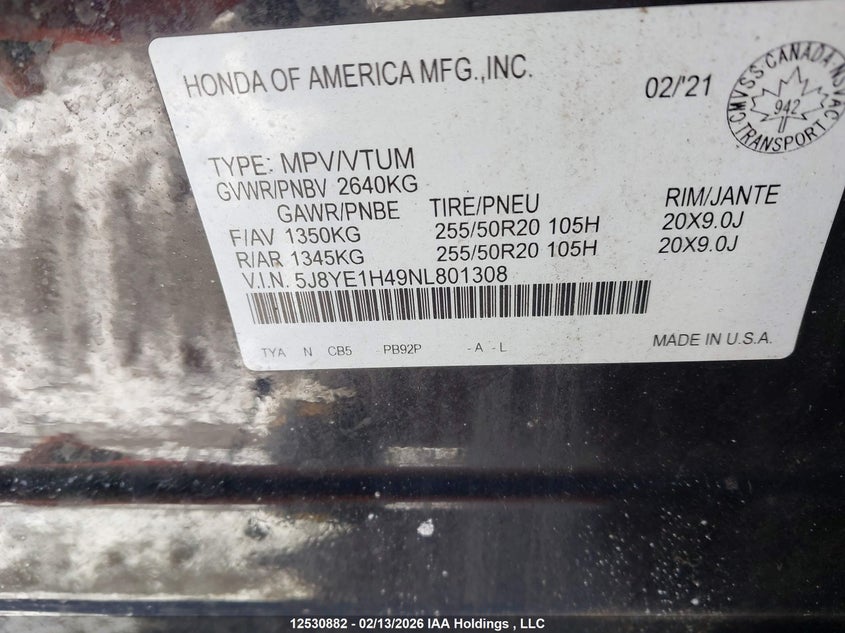 HONDA OF AMERICA MFG.,INC.
02/'21
CMVSS CANADA NSVAC
942
TRANSPORT
TYPE: MPV/VTUM
GVWR/PNBV 2640KG
GAWR/PNBE TIRE/PNEU RIM/JANTE
F/AV 1350KG 255/50R20 105H 20X9.0J
R/AR 1345KG 255/50R20 105H 20X9.0J
V.I.N. 5J8YE1H49NL801308
TYA N CB5 PB92P -A -L MADE IN U.S.A.
12530882 - 02/13/2026 IAA Holdings , LLC